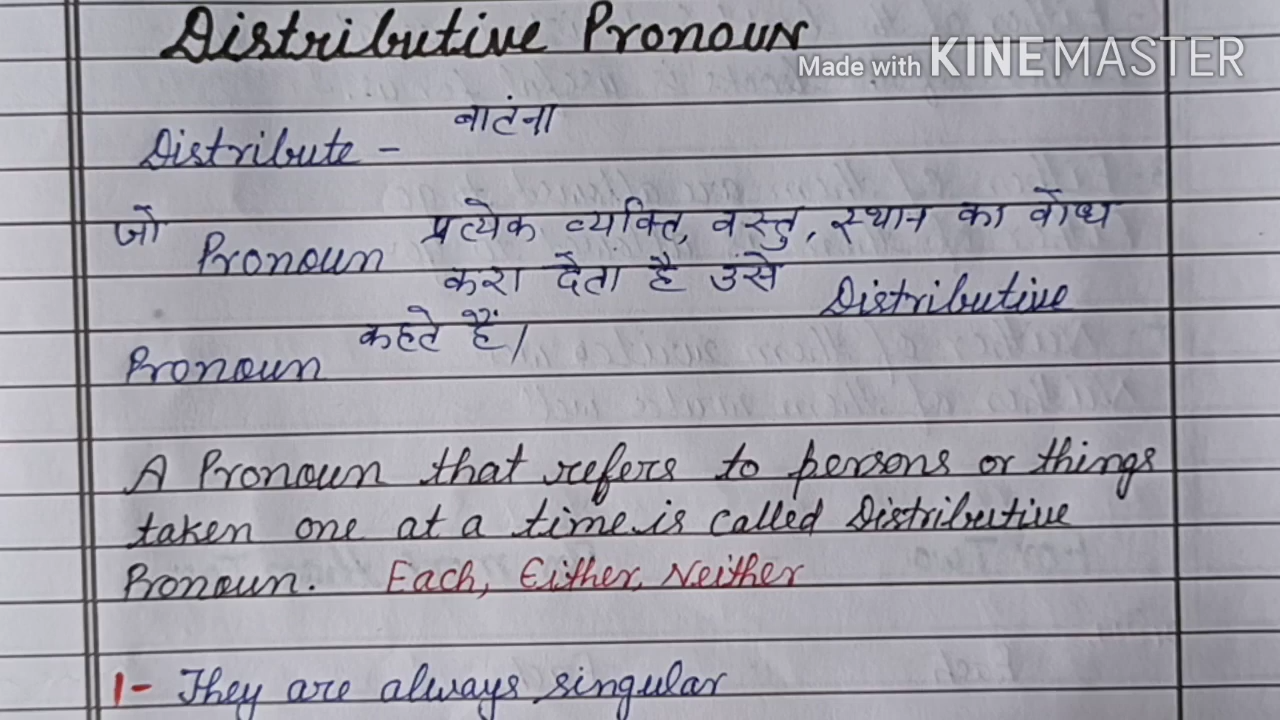 Distributive Pronoun
Made with KINEMASTER
Distribute - बाटंना
जो Pronoun प्रत्येक व्यक्ति, वस्तु, स्थान का बोध
करा देता है उसे Distributive
Pronoun कहते हैं/
A Pronoun that refers to persons or things
taken one at a time is called Distributive
Pronoun. Each, Either, Neither
1- They are always singular